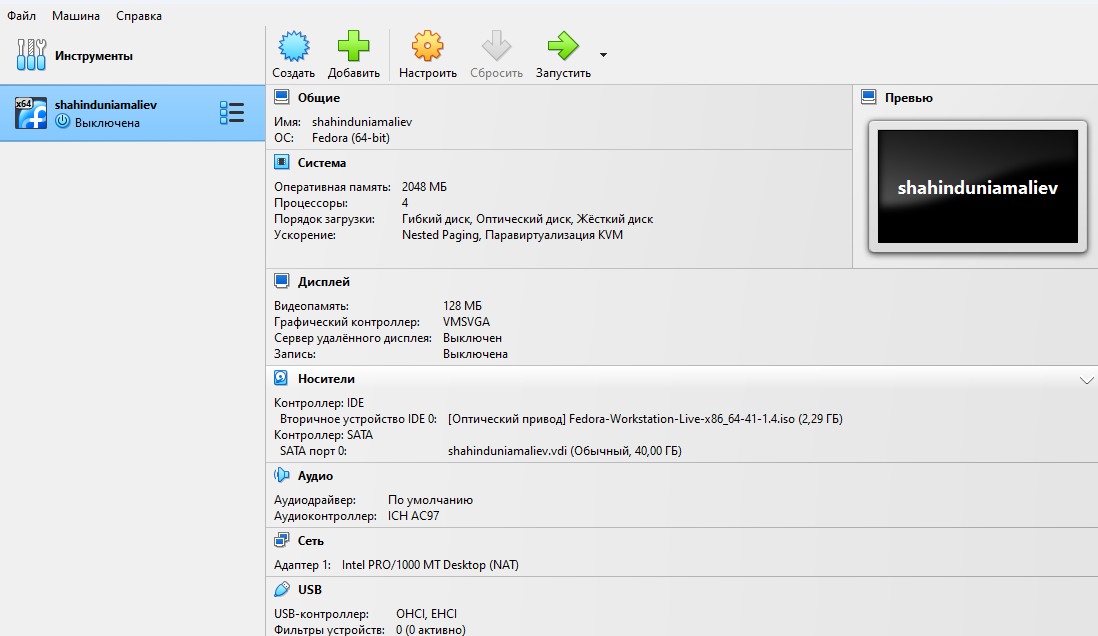 Файл Машина Справка
Инструменты
Создать Добавить Настроить Сбросить Запустить
x64
shahinduniamaliev
Выключена
Общие
Имя: shahinduniamaliev
ОС: Fedora (64-bit)
Превью
shahinduniamaliev
Система
Оперативная память: 2048 МБ
Процессоры: 4
Порядок загрузки: Гибкий диск, Оптический диск, Жёсткий диск
Ускорение: Nested Paging, Паравиртуализация KVM
Дисплей
Видеопамять: 128 МБ
Графический контроллер: VMSVGA
Сервер удалённого дисплея: Выключен
Запись: Выключена
Носители
Контроллер: IDE
Вторичное устройство IDE 0: [Оптический привод] Fedora-Workstation-Live-x86_64-41-1.4.iso (2,29 ГБ)
Контроллер: SATA
SATA порт 0: shahinduniamaliev.vdi (Обычный, 40,00 ГБ)
Аудио
Аудиодрайвер: По умолчанию
Аудиоконтроллер: ICH AC97
Сеть
Адаптер 1: Intel PRO/1000 MT Desktop (NAT)
USB
USB-контроллер: OHCI, EHCI
Фильтры устройств: 0 (0 активно)